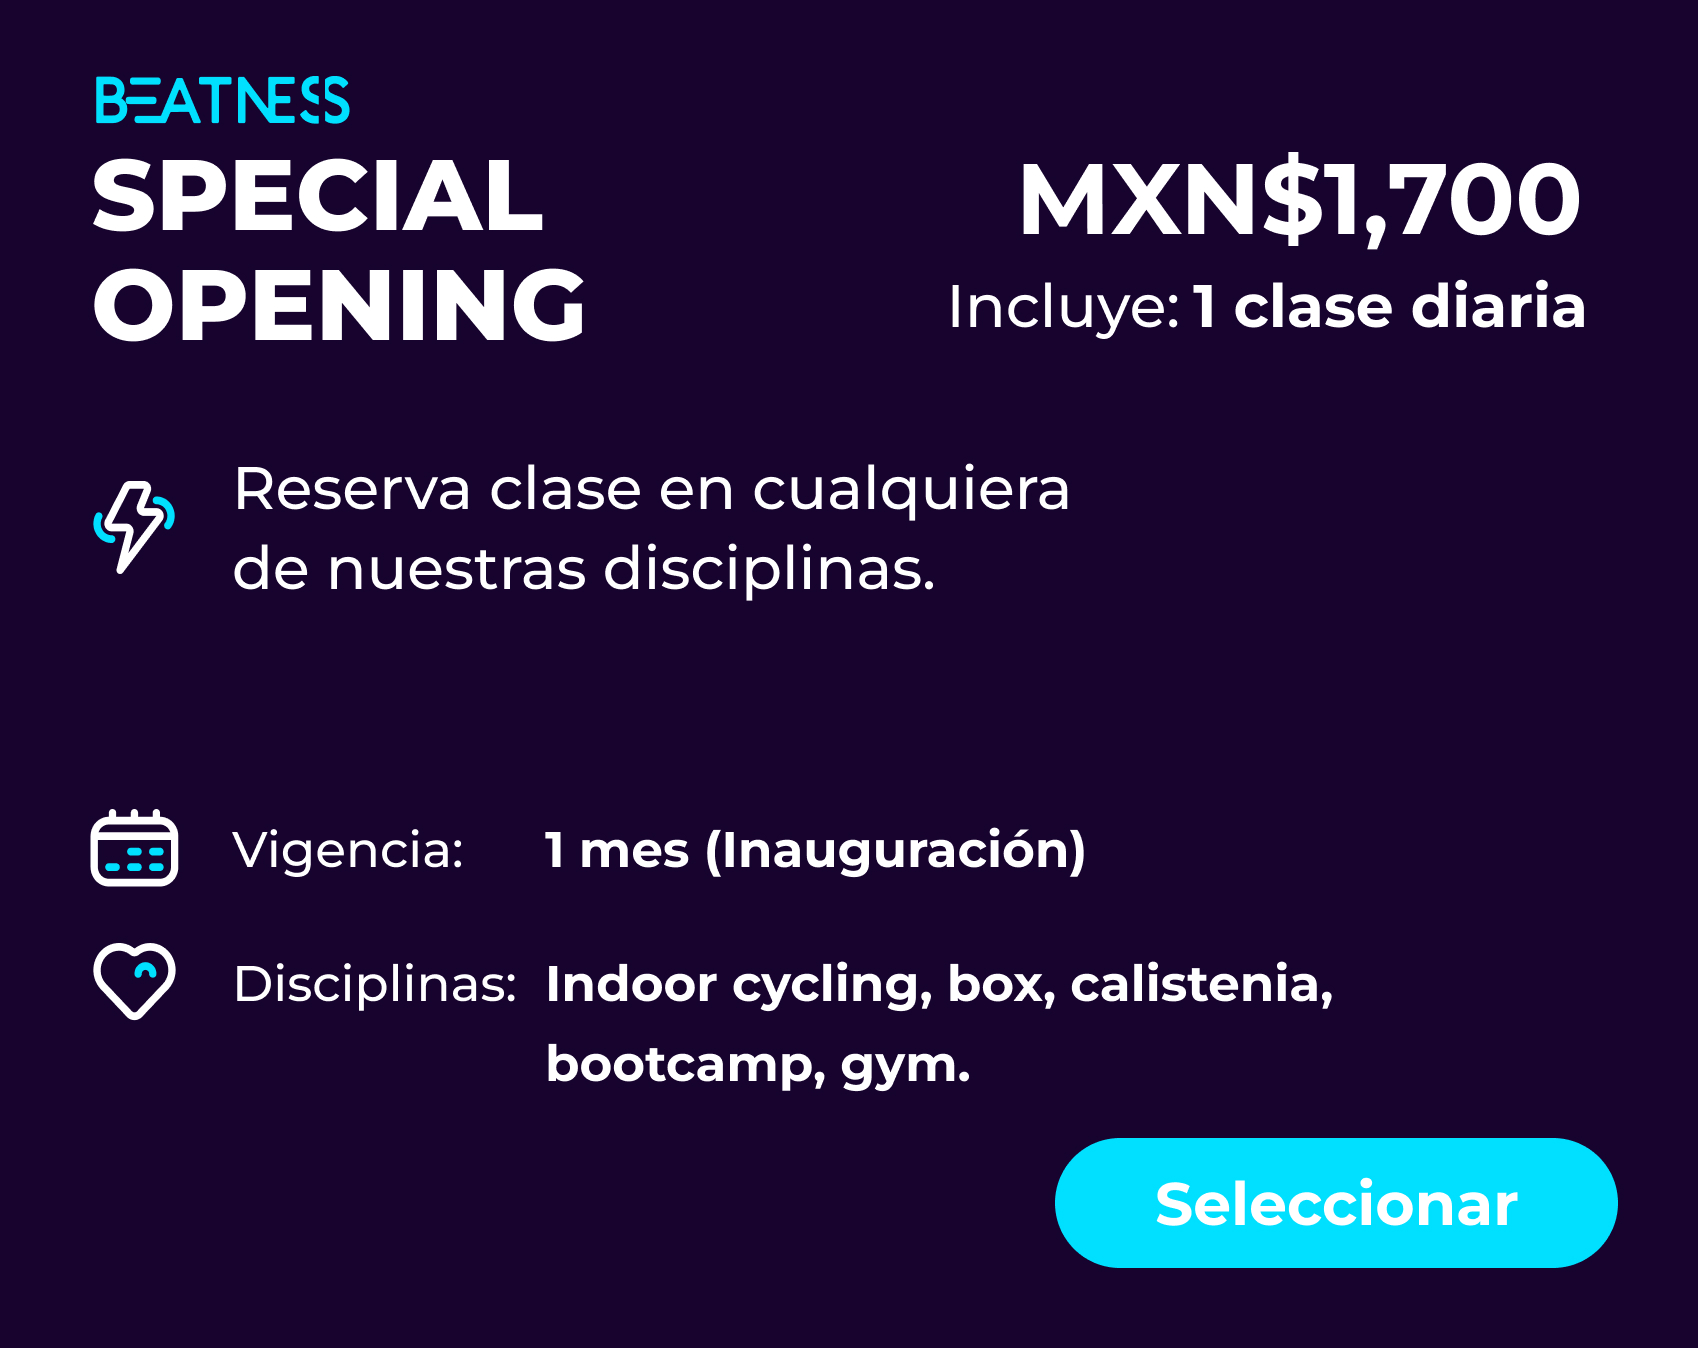 BEATNESS
SPECIAL
OPENING
MXN$1,700
Incluye: 1 clase diaria
Reserva clase en cualquiera
de nuestras disciplinas.
Vigencia: 1 mes (Inauguración)
Disciplinas: Indoor cycling, box, calistenia,
bootcamp, gym.
Seleccionar